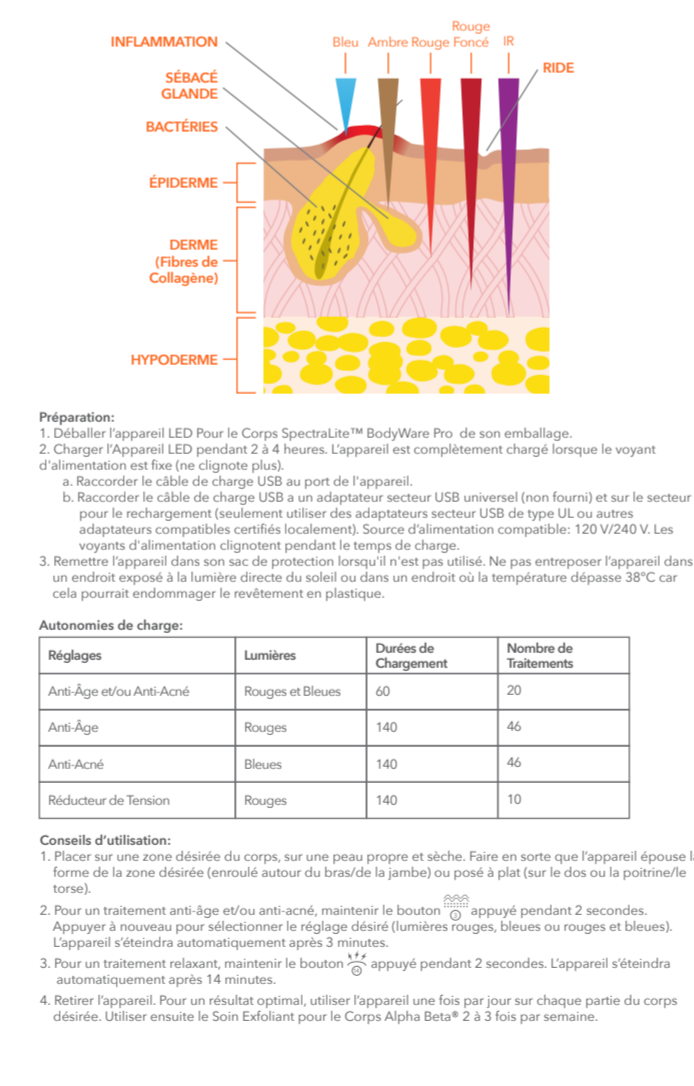 Rouge
INFLAMMATION
Bleu Ambre Rouge Foncé IR
RIDE
SÉBACÉ
GLANDE
BACTÉRIES
ÉPIDERME
DERME
(Fibres de
Collagène)
HYPODERME
Préparation:
1. Déballer l'appareil LED Pour le Corps SpectraLite™ BodyWare Pro de son emballage.
2. Charger l'Appareil LED pendant 2 à 4 heures. L'appareil est complètement chargé lorsque le voyant
d'alimentation est fixe (ne clignote plus).
a. Raccorder le câble de charge USB au port de l'appareil.
b. Raccorder le câble de charge USB a un adaptateur secteur USB universel (non fourni) et sur le secteur
pour le rechargement (seulement utiliser des adaptateurs secteur USB de type UL ou autres
adaptateurs compatibles certifiés localement). Source d'alimentation compatible: 120 V/240 V. Les
voyants d'alimentation clignotent pendant le temps de charge.
3. Remettre l'appareil dans son sac de protection lorsqu'il n'est pas utilisé. Ne pas entreposer l'appareil dans
un endroit exposé à la lumière directe du soleil ou dans un endroit où la température dépasse 38°C car
cela pourrait endommager le revêtement en plastique.
Autonomies de charge:
Réglages Lumières Durées de Chargement Nombre de Traitements
Anti-Âge et/ou Anti-Acné Rouges et Bleues 60 20
Anti-Âge Rouges 140 46
Anti-Acné Bleues 140 46
Réducteur de Tension Rouges 140 10
Conseils d'utilisation:
1. Placer sur une zone désirée du corps, sur une peau propre et sèche. Faire en sorte que l'appareil épouse l
forme de la zone désirée (enroulé autour du bras/de la jambe) ou posé à plat (sur le dos ou la poitrine/le
torse).
2. Pour un traitement anti-âge et/ou anti-acné, maintenir le bouton 3 appuyé pendant 2 secondes.
Appuyer à nouveau pour sélectionner le réglage désiré (lumières rouges, bleues ou rouges et bleues).
L'appareil s'éteindra automatiquement après 3 minutes.
3. Pour un traitement relaxant, maintenir le bouton 14 appuyé pendant 2 secondes. L'appareil s'éteindra
automatiquement après 14 minutes.
4. Retirer l'appareil. Pour un résultat optimal, utiliser l'appareil une fois par jour sur chaque partie du corps
désirée. Utiliser ensuite le Soin Exfoliant pour le Corps Alpha Beta® 2 à 3 fois par semaine.